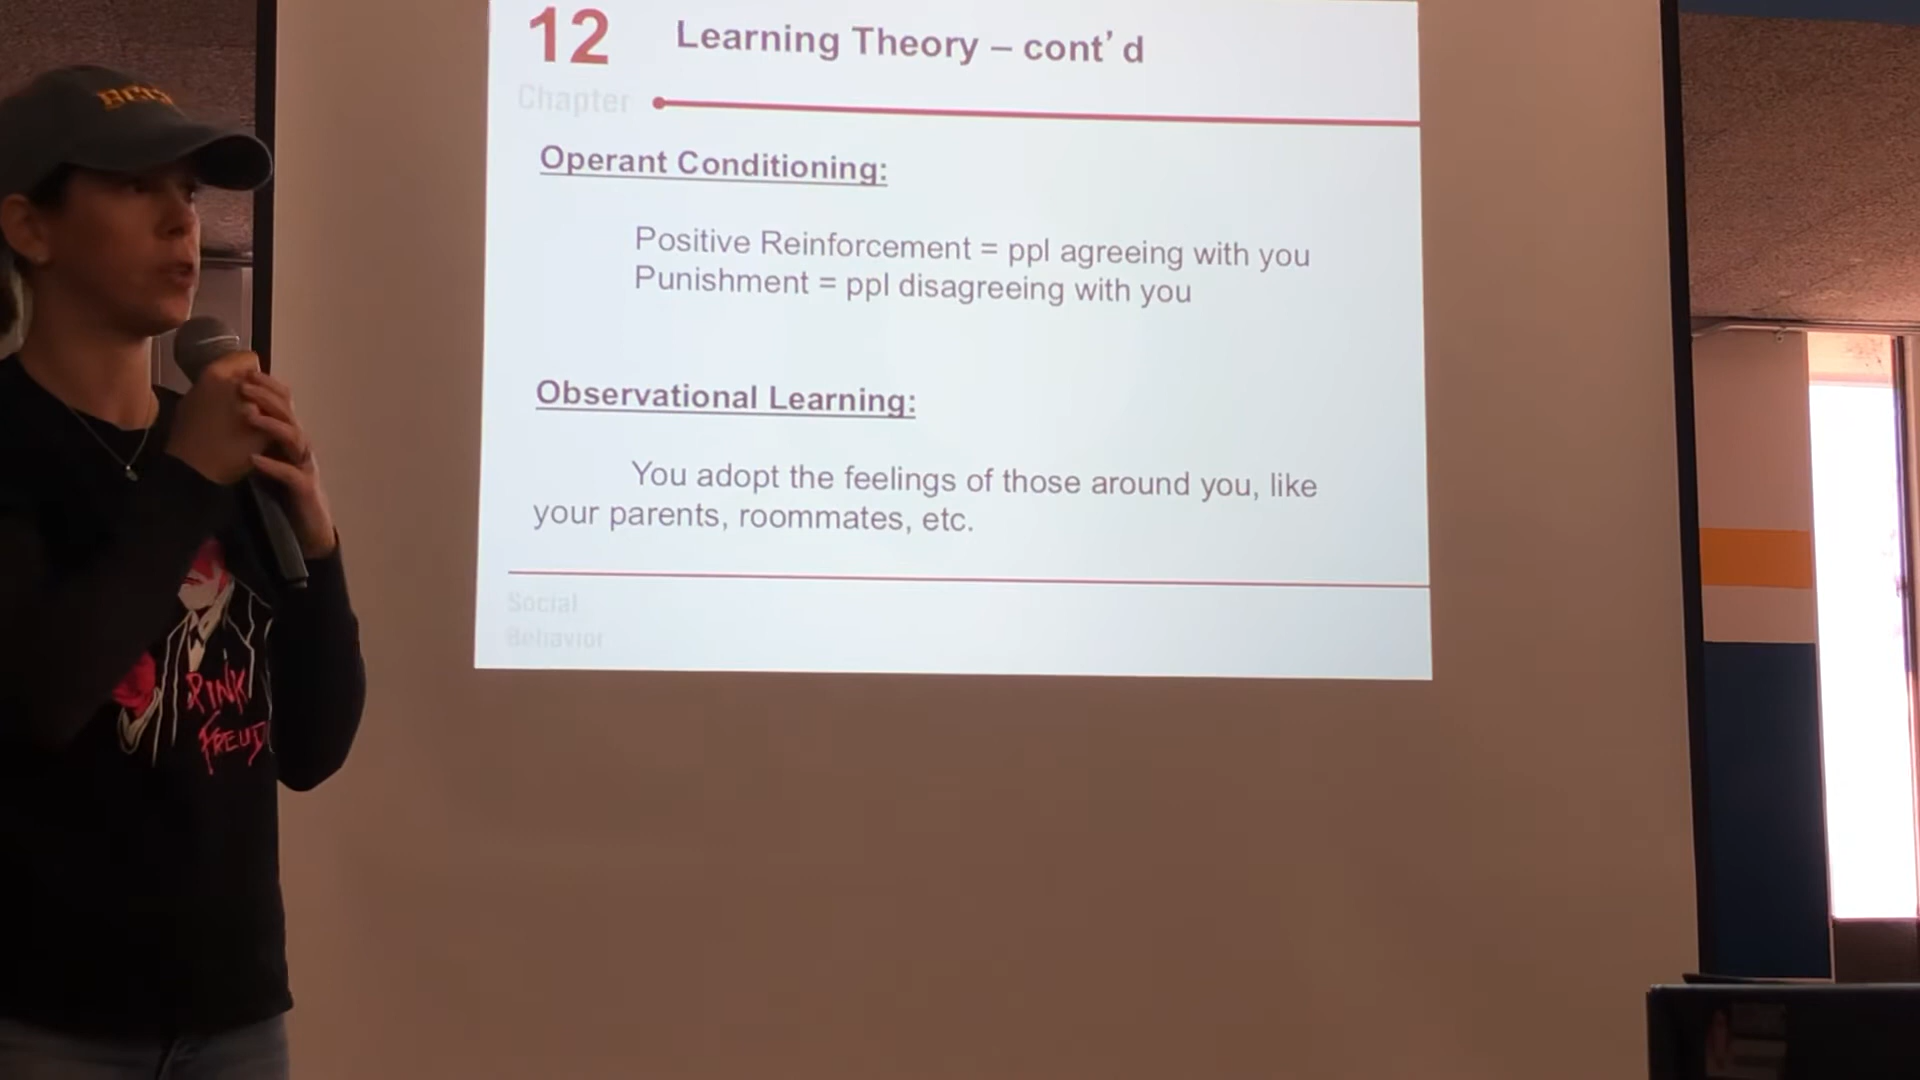 12 Learning Theory – cont’d
Chapter
Operant Conditioning:
Positive Reinforcement = ppl agreeing with you
Punishment = ppl disagreeing with you
Observational Learning:
You adopt the feelings of those around you, like
your parents, roommates, etc.
Social
Behavior
PINK
FREUD